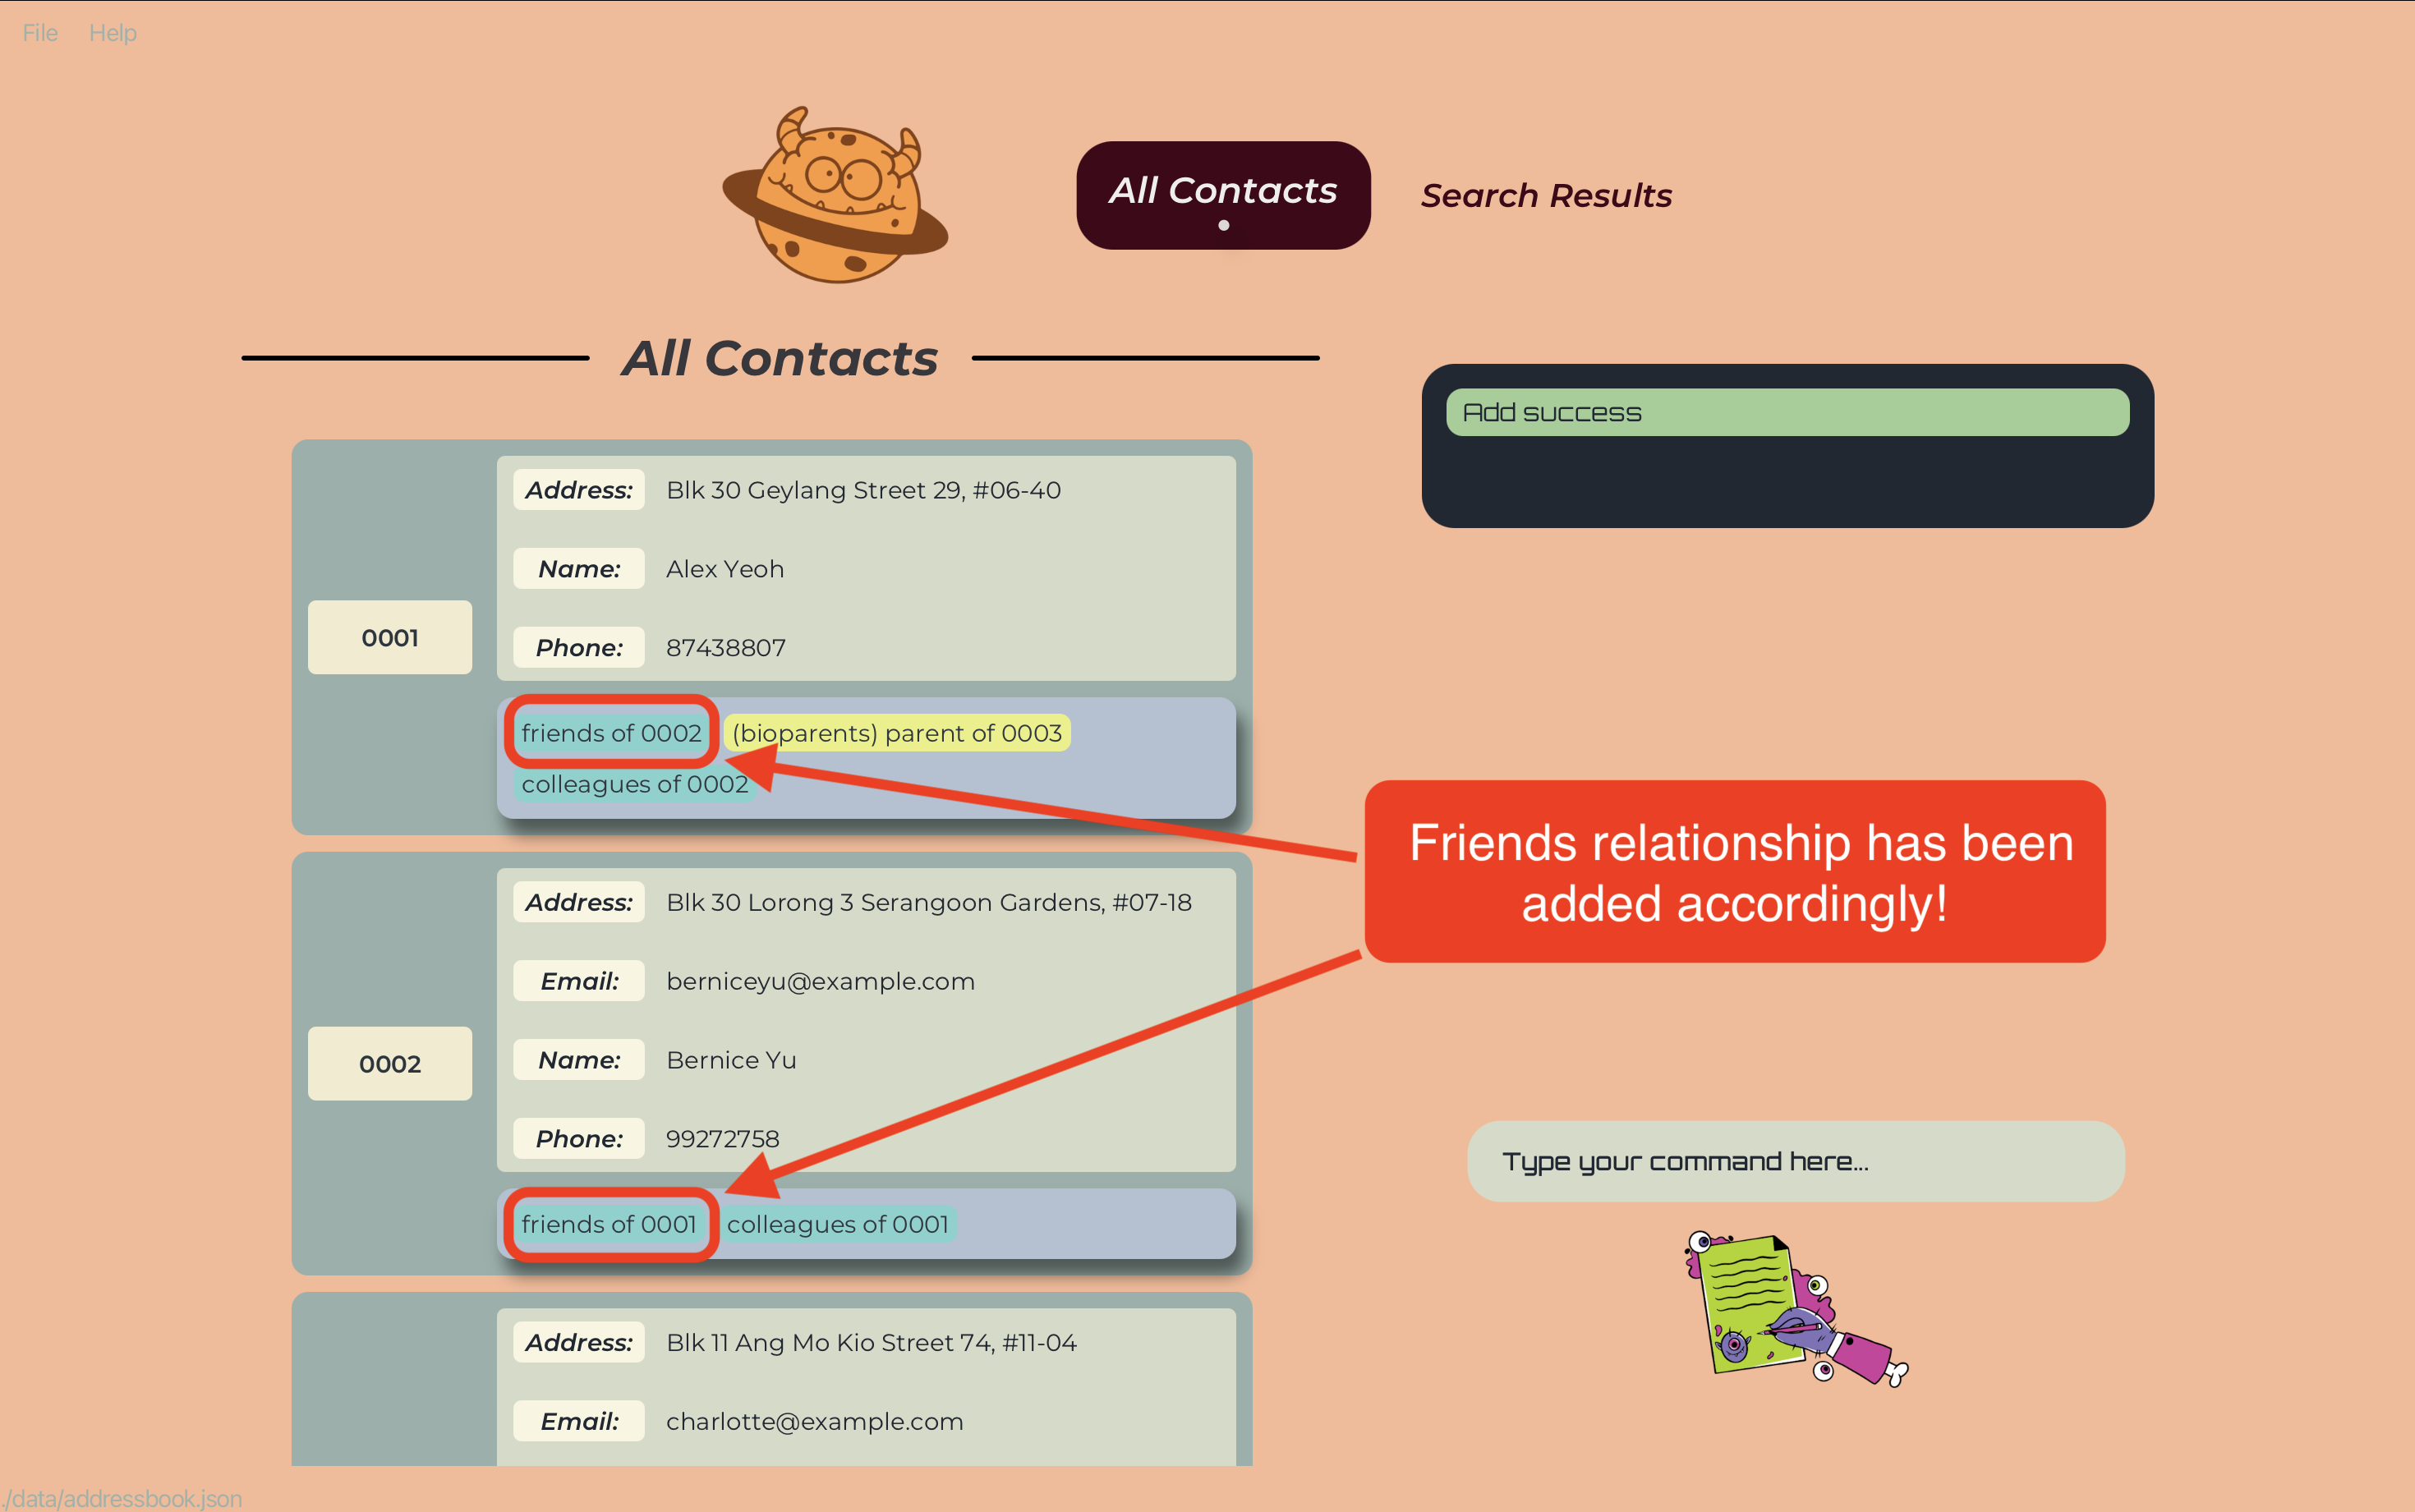 File Help
All Contacts
Search Results
All Contacts
Add success
0001
Address: Blk 30 Geylang Street 29, #06-40
Name: Alex Yeoh
Phone: 87438807
friends of 0002 (bioparents) parent of 0003
colleagues of 0002
Friends relationship has been
added accordingly!
0002
Address: Blk 30 Lorong 3 Serangoon Gardens, #07-18
Email: berniceyu@example.com
Name: Bernice Yu
Phone: 99272758
friends of 0001 colleagues of 0001
Type your command here...
Address: Blk 11 Ang Mo Kio Street 74, #11-04
Email: charlotte@example.com
./data/addressbook.json